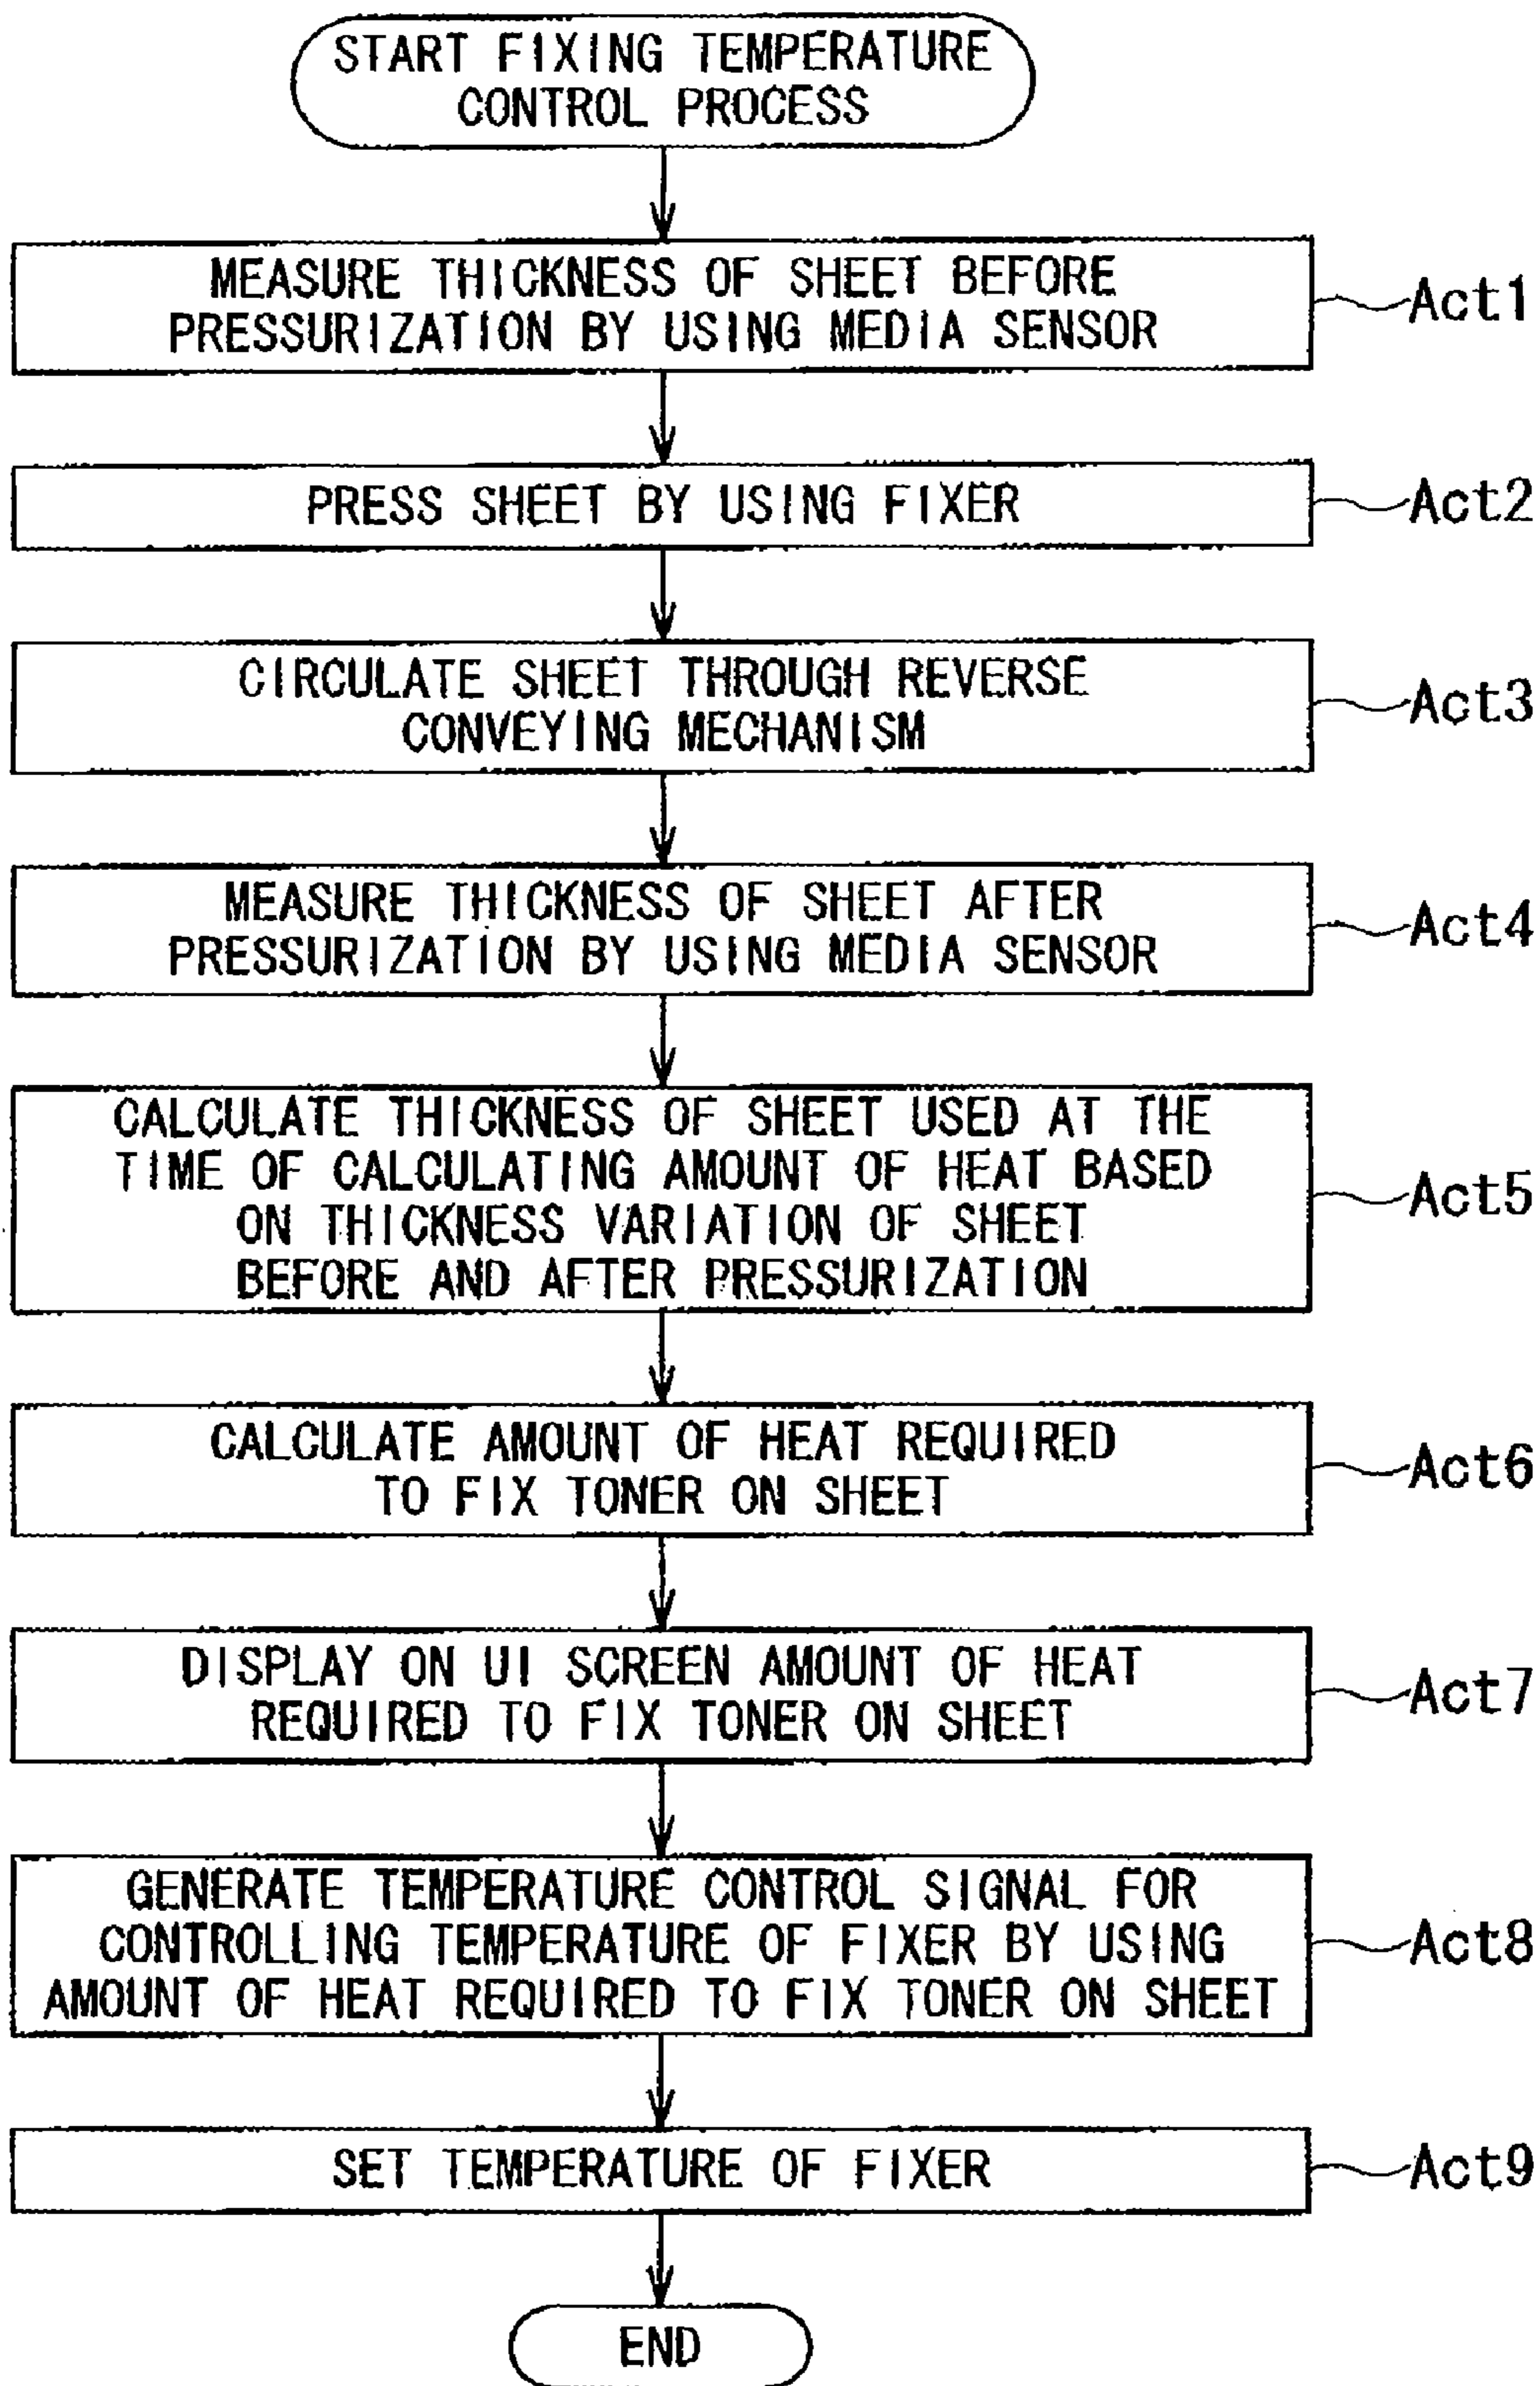 START FIXING TEMPERATURE
CONTROL PROCESS
MEASURE THICKNESS OF SHEET BEFORE
PRESSURIZATION BY USING MEDIA SENSOR
Act1
PRESS SHEET BY USING FIXER
Act2
CIRCULATE SHEET THROUGH REVERSE
CONVEYING MECHANISM
Act3
MEASURE THICKNESS OF SHEET AFTER
PRESSURIZATION BY USING MEDIA SENSOR
Act4
CALCULATE THICKNESS OF SHEET USED AT THE
TIME OF CALCULATING AMOUNT OF HEAT BASED
ON THICKNESS VARIATION OF SHEET
BEFORE AND AFTER PRESSURIZATION
Act5
CALCULATE AMOUNT OF HEAT REQUIRED
TO FIX TONER ON SHEET
Act6
DISPLAY ON UI SCREEN AMOUNT OF HEAT
REQUIRED TO FIX TONER ON SHEET
Act7
GENERATE TEMPERATURE CONTROL SIGNAL FOR
CONTROLLING TEMPERATURE OF FIXER BY USING
AMOUNT OF HEAT REQUIRED TO FIX TONER ON SHEET
Act8
SET TEMPERATURE OF FIXER
Act9
END